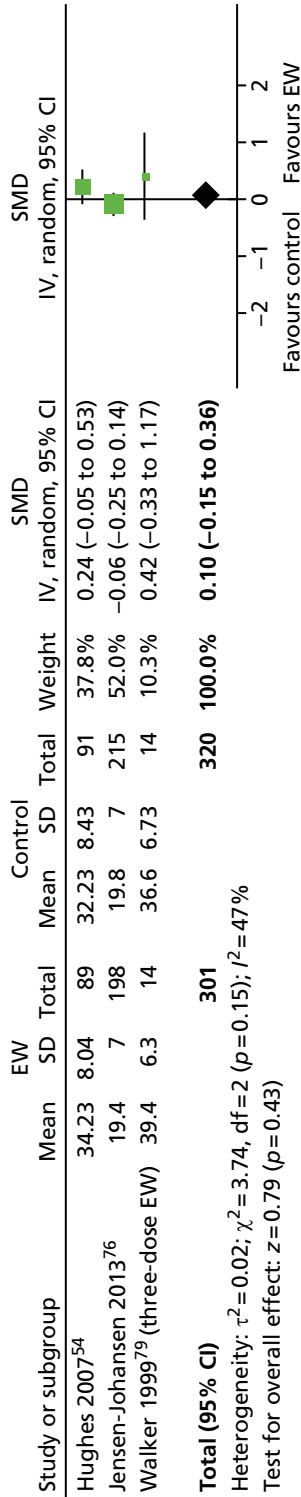 EW Control SMD SMD
Study or subgroup Mean SD Total Mean SD Total Weight IV, random, 95% CI IV, random, 95% CI
Hughes 2007⁵⁴ 34.23 8.04 89 32.23 8.43 91 37.8% 0.24 (−0.05 to 0.53)
Jensen-Johansen 2013⁷⁶ 19.4 7 198 19.8 7 215 52.0% −0.06 (−0.25 to 0.14)
Walker 1999⁷⁹ (three-dose EW) 39.4 6.3 14 36.6 6.73 14 10.3% 0.42 (−0.33 to 1.17)
Total (95% CI) 301 320 100.0% 0.10 (−0.15 to 0.36)
Heterogeneity: τ²=0.02; χ²=3.74, df=2 (p=0.15); I²=47%
Test for overall effect: z=0.79 (p=0.43)
−2 −1 0 1 2
Favours control Favours EW